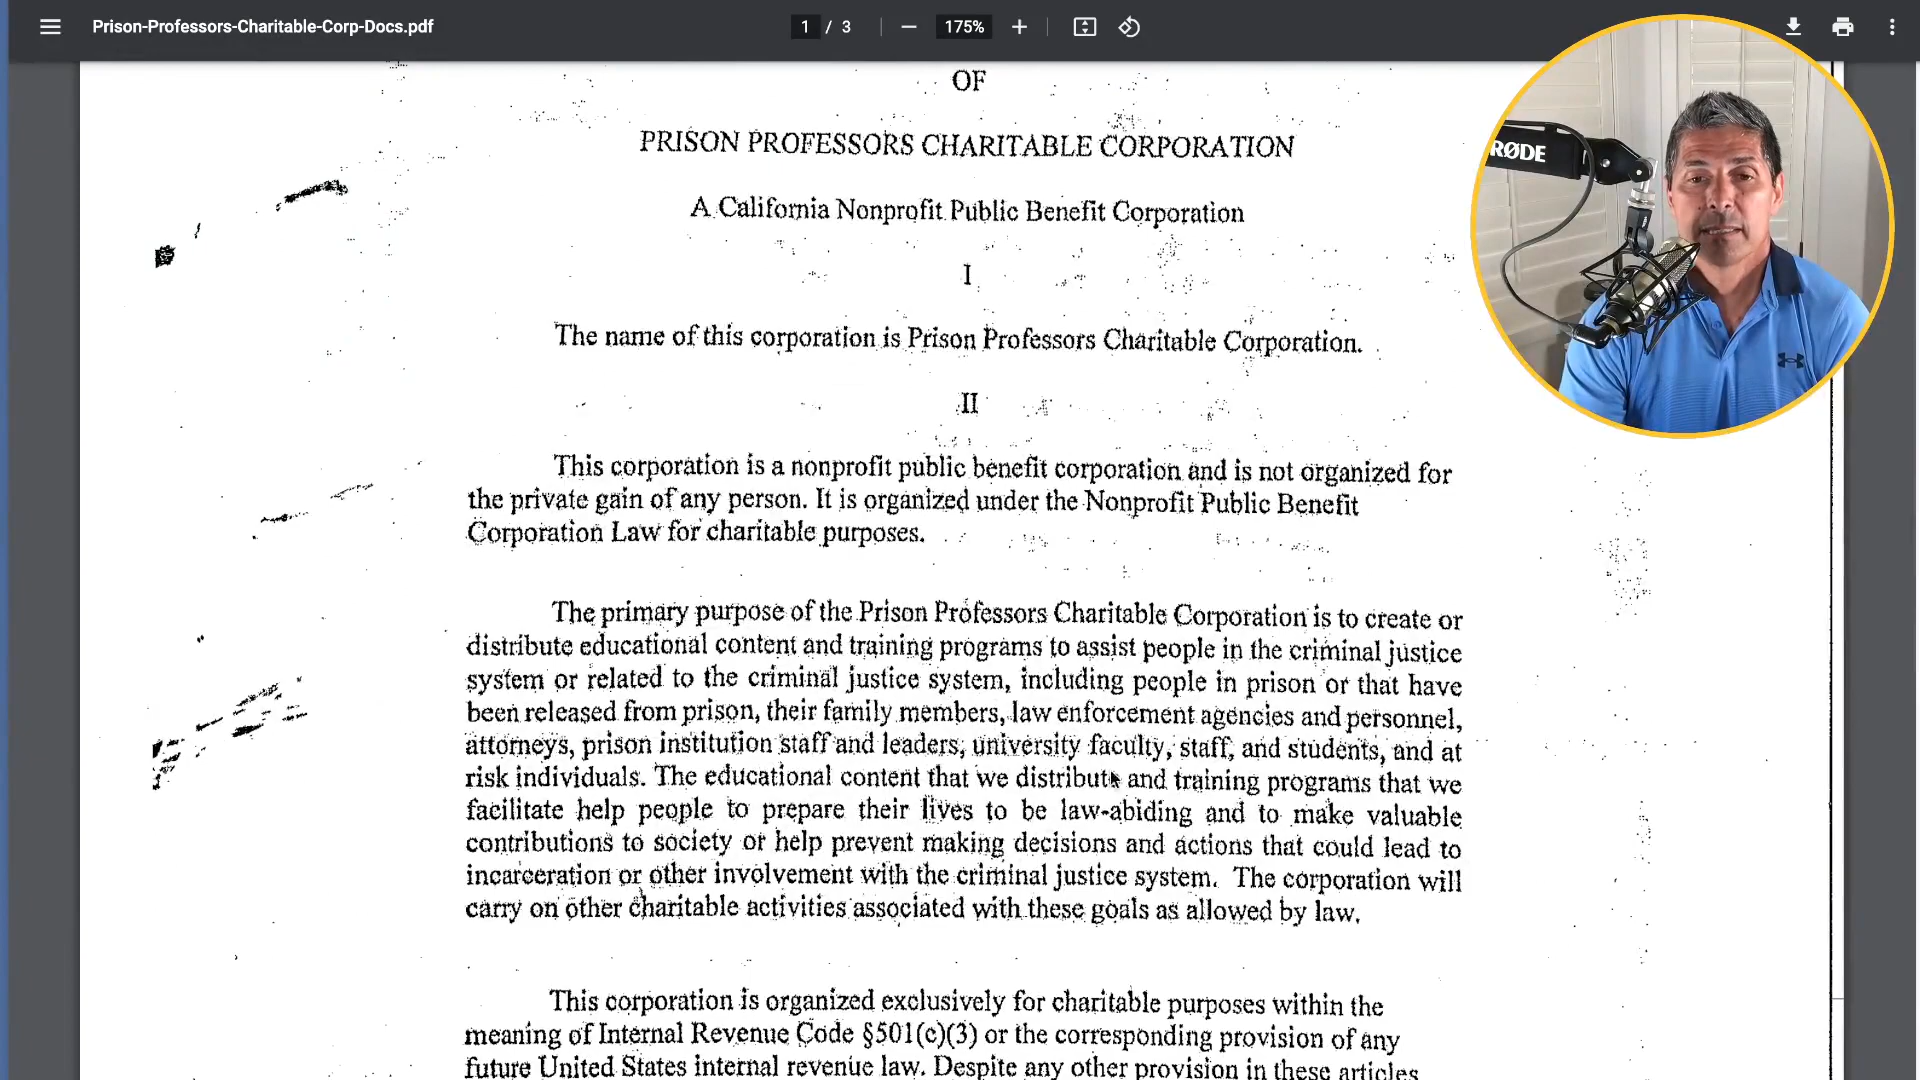 Prison-Professors-Charitable-Corp-Docs.pdf
1 / 3
175%
OF
PRISON PROFESSORS CHARITABLE CORPORATION
A California Nonprofit Public Benefit Corporation
I
The name of this corporation is Prison Professors Charitable Corporation.
II
This corporation is a nonprofit public benefit corporation and is not organized for
the private gain of any person. It is organized under the Nonprofit Public Benefit
Corporation Law for charitable purposes.
The primary purpose of the Prison Professors Charitable Corporation is to create or
distribute educational content and training programs to assist people in the criminal justice
system or related to the criminal justice system, including people in prison or that have
been released from prison, their family members, law enforcement agencies and personnel,
attorneys, prison institution staff and leaders, university faculty, staff, and students, and at
risk individuals. The educational content that we distribute and training programs that we
facilitate help people to prepare their lives to be law-abiding and to make valuable
contributions to society or help prevent making decisions and actions that could lead to
incarceration or other involvement with the criminal justice system. The corporation will
carry on other charitable activities associated with these goals as allowed by law.
This corporation is organized exclusively for charitable purposes within the
meaning of Internal Revenue Code §501(c)(3) or the corresponding provision of any
future United States internal revenue law. Despite any other provision in these articles
RØDE